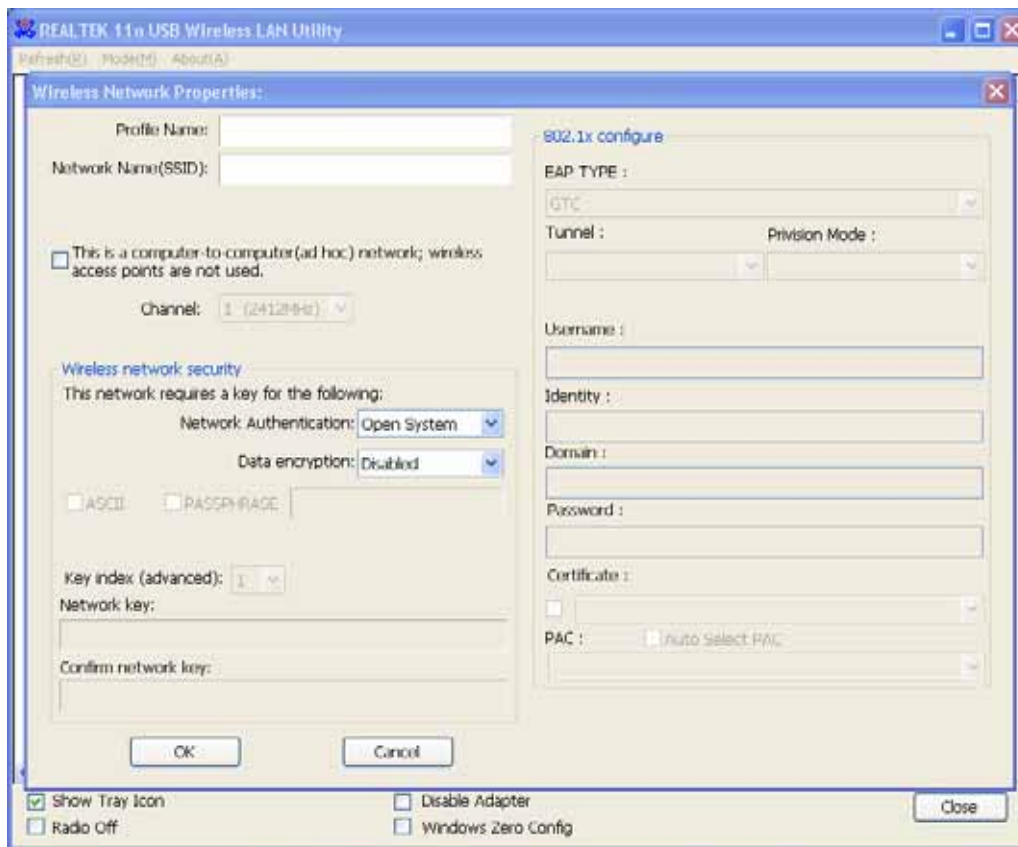 REALTEK 11n USB Wireless LAN Utility
Refresh(R) Mode(M) About(A)
Wireless Network Properties:
Profile Name:
Network Name(SSID):
This is a computer-to-computer(ad hoc) network; wireless
access points are not used.
Channel: 1 (2412MHz)
Wireless network security
This network requires a key for the following:
Network Authentication: Open System
Data encryption: Disabled
ASCII PASSPHRASE
Key index (advanced): 1
Network key:
Confirm network key:
OK Cancel
802.1x configure
EAP TYPE :
GTC
Tunnel : Privision Mode :
Username :
Identity :
Domain :
Password :
Certificate :
PAC : Auto Select PAC
Show Tray Icon
Radio Off
Disable Adapter
Windows Zero Config
Close